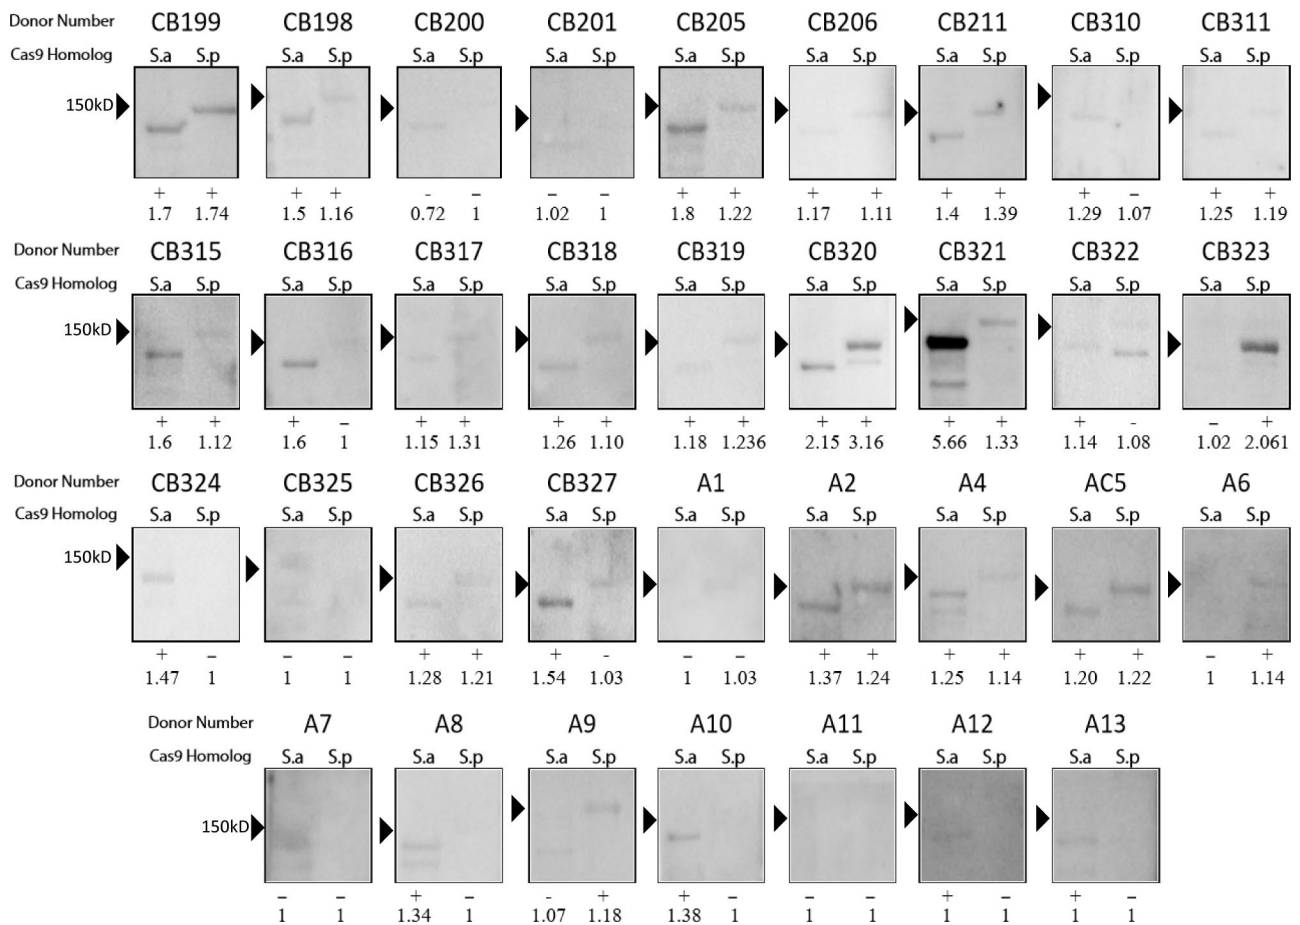 Donor Number CB199 CB198 CB200 CB201 CB205 CB206 CB211 CB310 CB311
Cas9 Homolog S.a S.p S.a S.p S.a S.p S.a S.p S.a S.p S.a S.p S.a S.p S.a S.p S.a S.p
150kD
+ + + + - – – – + + + + + + + – + +
1.7 1.74 1.5 1.16 0.72 1 1.02 1 1.8 1.22 1.17 1.11 1.4 1.39 1.29 1.07 1.25 1.19
Donor Number CB315 CB316 CB317 CB318 CB319 CB320 CB321 CB322 CB323
Cas9 Homolog S.a S.p S.a S.p S.a S.p S.a S.p S.a S.p S.a S.p S.a S.p S.a S.p S.a S.p
150kD
+ + + – + + + + + + + + + + + - – +
1.6 1.12 1.6 1 1.15 1.31 1.26 1.10 1.18 1.236 2.15 3.16 5.66 1.33 1.14 1.08 1.02 2.061
Donor Number CB324 CB325 CB326 CB327 A1 A2 A4 AC5 A6
Cas9 Homolog S.a S.p S.a S.p S.a S.p S.a S.p S.a S.p S.a S.p S.a S.p S.a S.p S.a S.p
150kD
+ – – – + + + - – – + + + + + + – +
1.47 1 1 1 1.28 1.21 1.54 1.03 1 1.03 1.37 1.24 1.25 1.14 1.20 1.22 1 1.14
Donor Number A7 A8 A9 A10 A11 A12 A13
Cas9 Homolog S.a S.p S.a S.p S.a S.p S.a S.p S.a S.p S.a S.p S.a S.p
150kD
– – + – - + + – – – + – + –
1 1 1.34 1 1.07 1.18 1.38 1 1 1 1 1 1 1